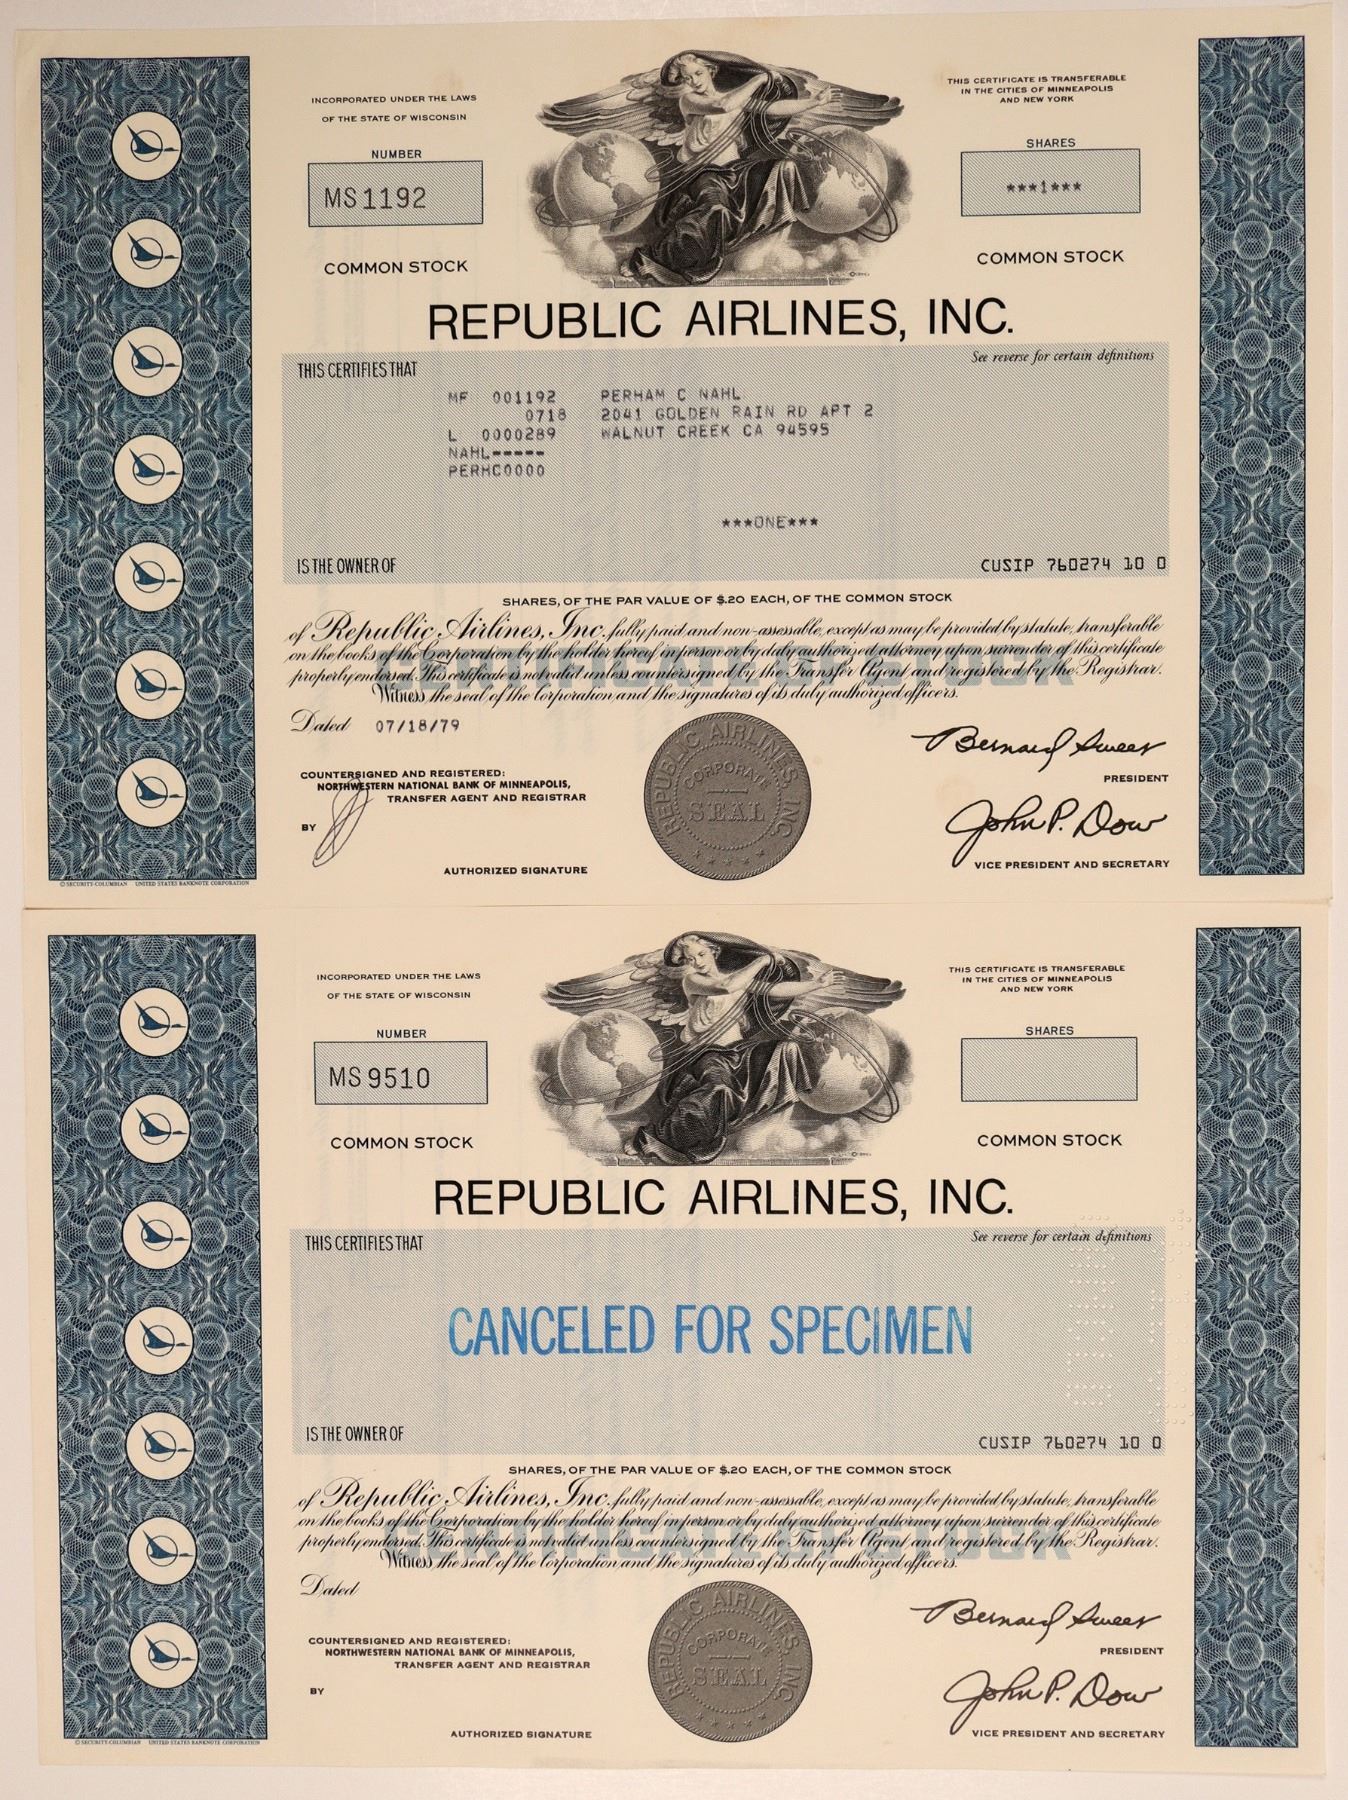 INCORPORATED UNDER THE LAWS
OF THE STATE OF WISCONSIN
THIS CERTIFICATE IS TRANSFERABLE
IN THE CITIES OF MINNEAPOLIS
AND NEW YORK
NUMBER
MS 1192
SHARES
***1***
COMMON STOCK
COMMON STOCK
REPUBLIC AIRLINES, INC.
See reverse for certain definitions
THIS CERTIFIES THAT
MF 001192 PERHAM C NAHL
0718 2041 GOLDEN RAIN RD APT 2
L 0000289 WALNUT CREEK CA 94595
NAHL-----
PERHC0000
***ONE***
IS THE OWNER OF
CUSIP 760274 10 0
SHARES, OF THE PAR VALUE OF $.20 EACH, OF THE COMMON STOCK
of Republic Airlines, Inc. fully paid and non-assessable, except as may be provided by statute, transferable
on the books of the Corporation by the holder hereof in person or by duly authorized attorney upon surrender of this certificate
properly endorsed. This certificate is not valid unless countersigned by the Transfer Agent and registered by the Registrar.
Witness the seal of the Corporation and the signatures of its duly authorized officers.
CERTIFICATE OF STOCK
Dated 07/18/79
COUNTERSIGNED AND REGISTERED:
NORTHWESTERN NATIONAL BANK OF MINNEAPOLIS,
TRANSFER AGENT AND REGISTRAR
BY
AUTHORIZED SIGNATURE
REPUBLIC AIRLINES, INC.
CORPORATE
SEAL
Bernard Sweet
PRESIDENT
John P. Dow
VICE PRESIDENT AND SECRETARY
© SECURITY-COLUMBIAN UNITED STATES BANKNOTE CORPORATION
INCORPORATED UNDER THE LAWS
OF THE STATE OF WISCONSIN
THIS CERTIFICATE IS TRANSFERABLE
IN THE CITIES OF MINNEAPOLIS
AND NEW YORK
NUMBER
MS 9510
SHARES
COMMON STOCK
COMMON STOCK
REPUBLIC AIRLINES, INC.
See reverse for certain definitions
THIS CERTIFIES THAT
CANCELED FOR SPECIMEN
IS THE OWNER OF
CUSIP 760274 10 0
SHARES, OF THE PAR VALUE OF $.20 EACH, OF THE COMMON STOCK
of Republic Airlines, Inc. fully paid and non-assessable, except as may be provided by statute, transferable
on the books of the Corporation by the holder hereof in person or by duly authorized attorney upon surrender of this certificate
properly endorsed. This certificate is not valid unless countersigned by the Transfer Agent and registered by the Registrar.
Witness the seal of the Corporation and the signatures of its duly authorized officers.
CERTIFICATE OF STOCK
Dated
COUNTERSIGNED AND REGISTERED:
NORTHWESTERN NATIONAL BANK OF MINNEAPOLIS,
TRANSFER AGENT AND REGISTRAR
BY
AUTHORIZED SIGNATURE
REPUBLIC AIRLINES, INC.
CORPORATE
SEAL
Bernard Sweet
PRESIDENT
John P. Dow
VICE PRESIDENT AND SECRETARY
© SECURITY-COLUMBIAN UNITED STATES BANKNOTE CORPORATION